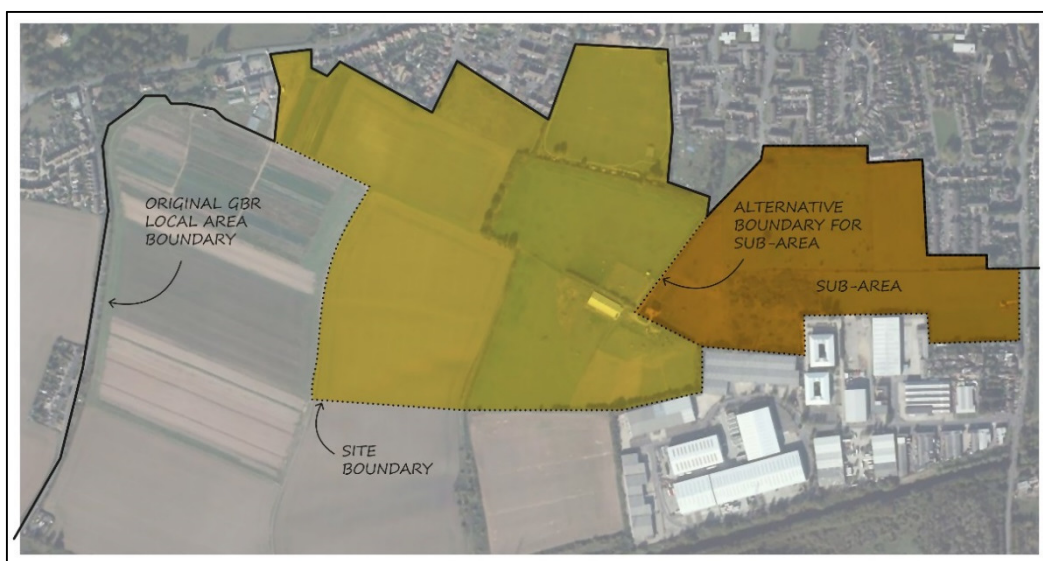 ORIGINAL GBR
LOCAL AREA
BOUNDARY
ALTERNATIVE
BOUNDARY FOR
SUB-AREA
SUB-AREA
SITE
BOUNDARY